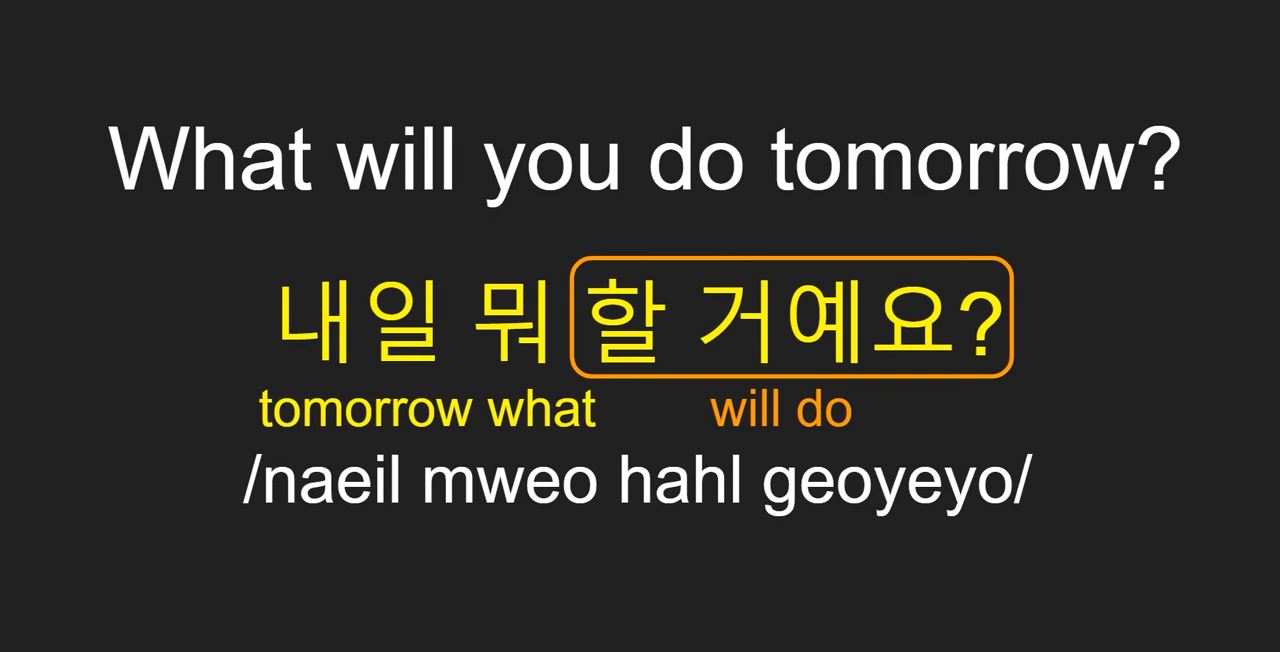 What will you do tomorrow?
내일 뭐 할 거예요?
tomorrow what will do
/naeil mweo hahl geoyeyo/